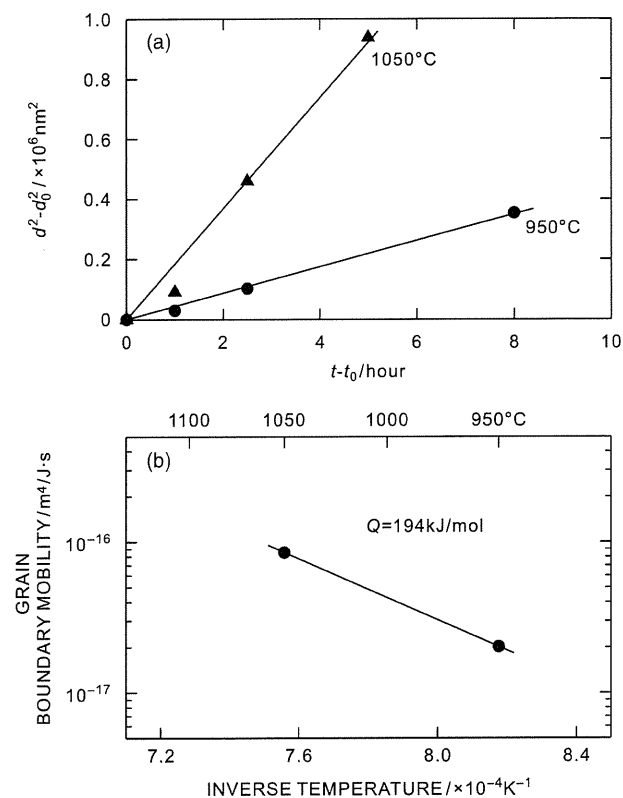 (a)
1.0
0.8
0.6
0.4
0.2
0
d²-d₀² / ×10⁶nm²
1050°C
950°C
0 2 4 6 8 10
t-t₀/hour
1100 1050 1000 950°C
(b)
Q=194kJ/mol
10⁻¹⁶
10⁻¹⁷
GRAIN
BOUNDARY MOBILITY/m⁴/J·s
7.2 7.6 8.0 8.4
INVERSE TEMPERATURE/×10⁻⁴K⁻¹